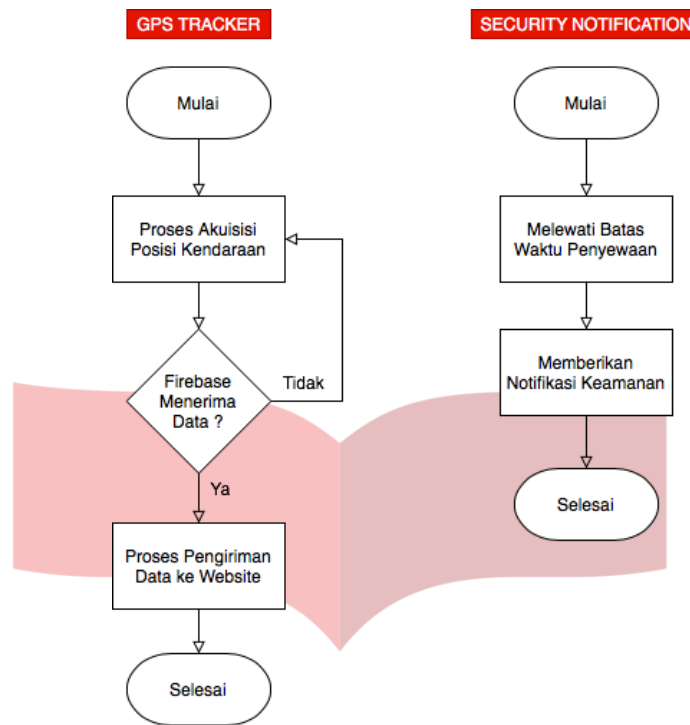 GPS TRACKER
Mulai
Proses Akuisisi
Posisi Kendaraan
Firebase
Menerima
Data ?
Tidak
Ya
Proses Pengiriman
Data ke Website
Selesai
SECURITY NOTIFICATION
Mulai
Melewati Batas
Waktu Penyewaan
Memberikan
Notifikasi Keamanan
Selesai